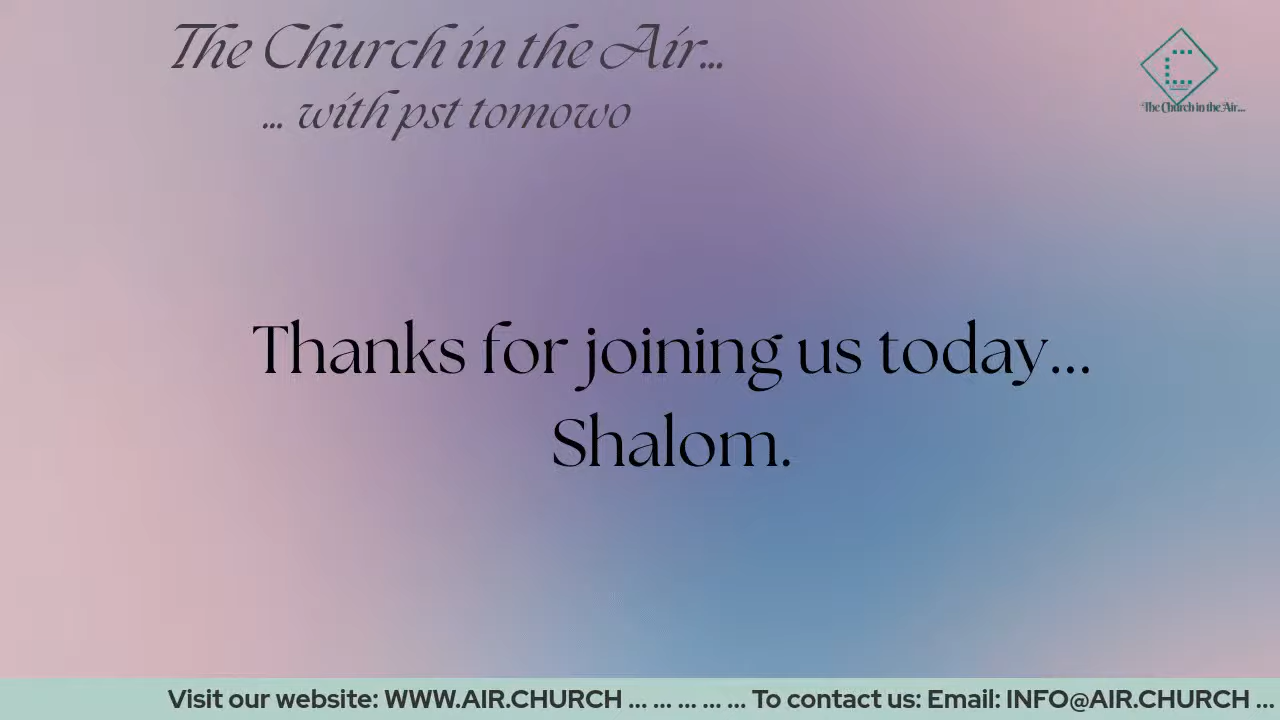 The Church in the Air...
... with pst tomowo
The Church in the Air...
Thanks for joining us today...
Shalom.
Visit our website: WWW.AIR.CHURCH ... ... ... ... ... To contact us: Email: INFO@AIR.CHURCH ...